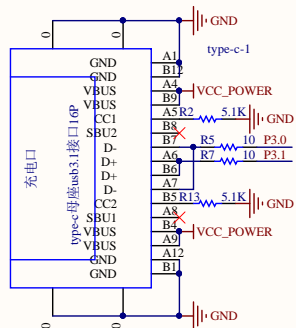 0
0
GND
type-c-1
GND A1
GND B12
VBUS A4 VCC_POWER
VBUS B9
CC1 A5 R2 5.1K GND
SBU2 B8
D- B7 R5 10 P3.0
D+ A6 R7 10 P3.1
D+ B6
D- A7
CC2 B5 R13 5.1K GND
SBU1 A8
VBUS B4 VCC_POWER
VBUS A9
GND A12
GND B1
充电口
type-c母座usb3.1接口16P
GND
0
0